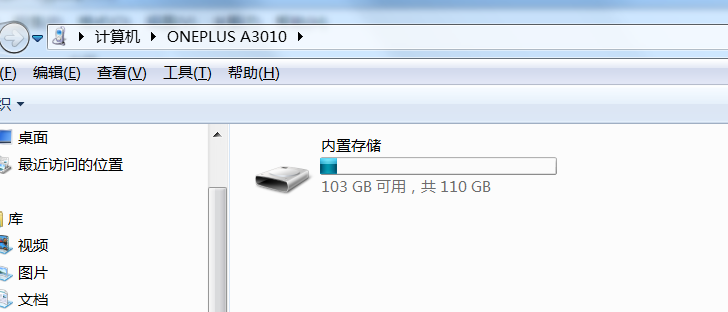 计算机 ▸ ONEPLUS A3010 ▸
(F) 编辑(E) 查看(V) 工具(T) 帮助(H)
织
桌面
最近访问的位置
库
视频
图片
文档
内置存储
103 GB 可用，共 110 GB